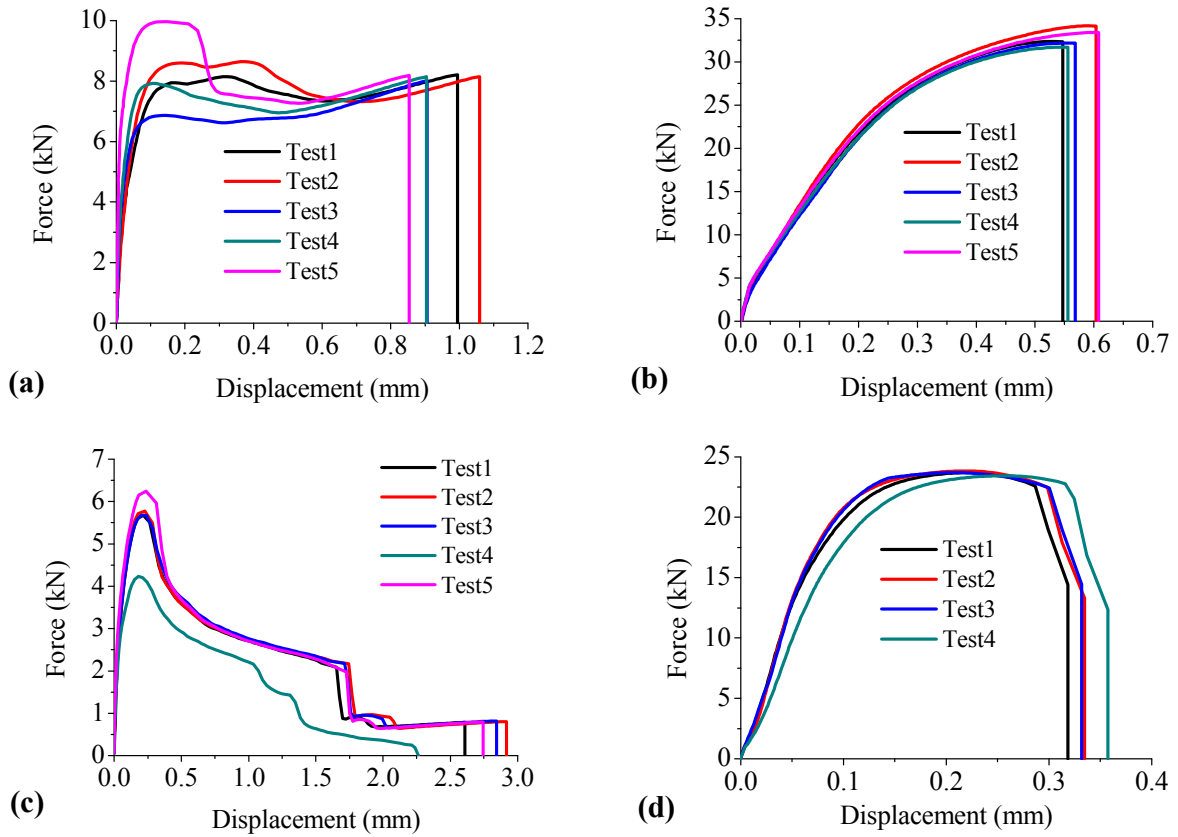 10
8
6
4
2
0
Force (kN)
Test1
Test2
Test3
Test4
Test5
0.0 0.2 0.4 0.6 0.8 1.0 1.2
Displacement (mm)
(a)
35
30
25
20
15
10
5
0
Force (kN)
Test1
Test2
Test3
Test4
Test5
0.0 0.1 0.2 0.3 0.4 0.5 0.6 0.7
Displacement (mm)
(b)
7
6
5
4
3
2
1
0
Force (kN)
Test1
Test2
Test3
Test4
Test5
0.0 0.5 1.0 1.5 2.0 2.5 3.0
Displacement (mm)
(c)
25
20
15
10
5
0
Force (kN)
Test1
Test2
Test3
Test4
0.0 0.1 0.2 0.3 0.4
Displacement (mm)
(d)